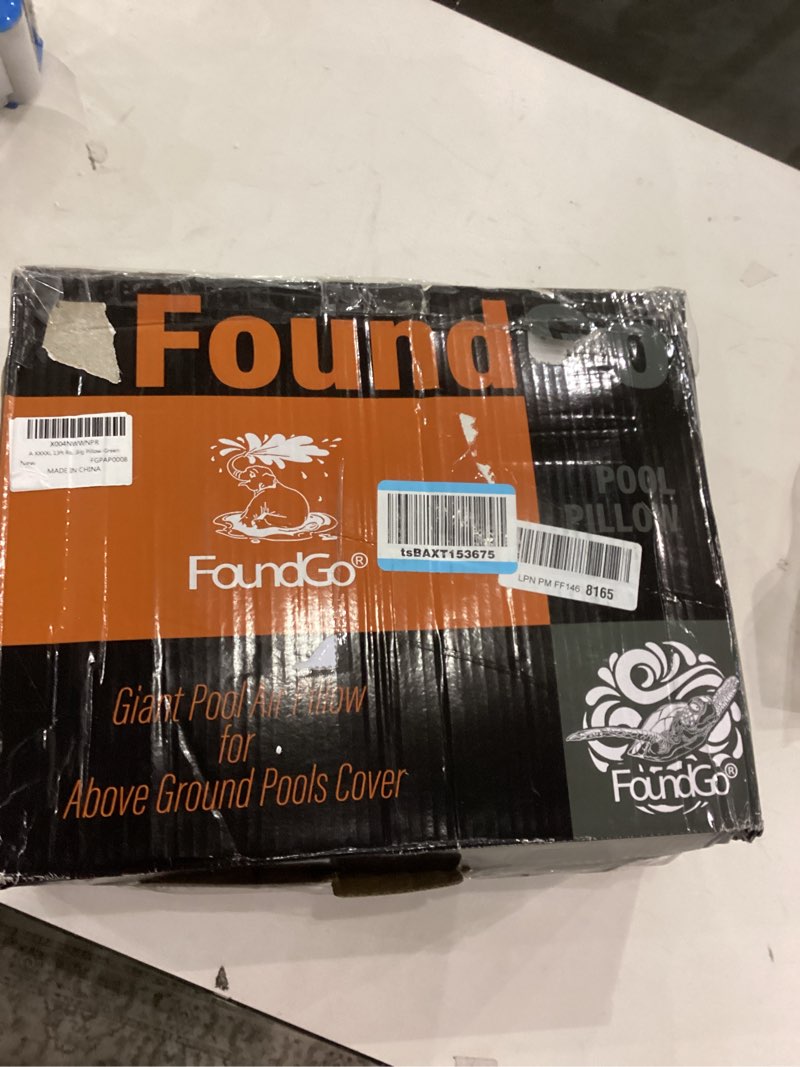 FoundGo
X004NWWNPR
New
FGPAP0008
MADE IN CHINA
FoundGo®
tsBAXT153675
LPN PM FF146 8165
POOL
PILLOW
Giant Pool Air Pillow
for
Above Ground Pools Cover
FoundGo®